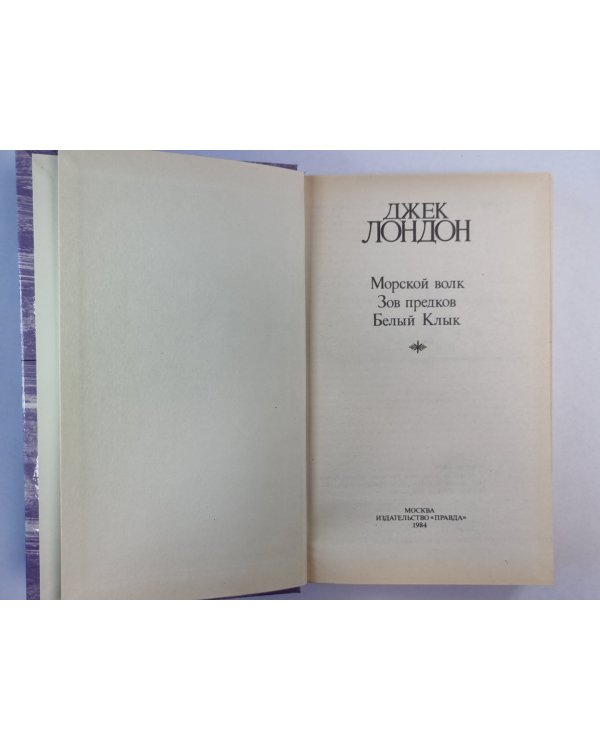 ДЖЕК
ЛОНДОН
Морской волк
Зов предков
Белый Клык
МОСКВА
ИЗДАТЕЛЬСТВО «ПРАВДА»
1984